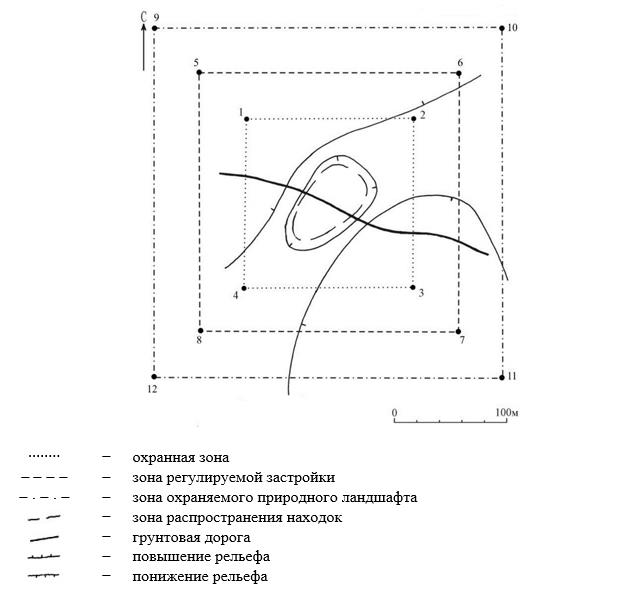 С 9
10
5
6
1
2
4
3
8
7
12
11
0 100м
– охранная зона
– зона регулируемой застройки
– зона охраняемого природного ландшафта
– зона распространения находок
– грунтовая дорога
– повышение рельефа
– понижение рельефа